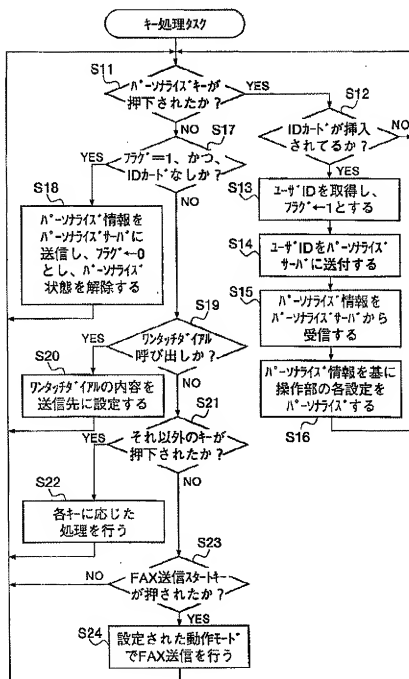 キー処理タスク
S11
パーソナライズキーが
押下されたか?
YES
NO
S12
IDカードが挿入
されてるか?
NO
YES
S13
ユーザIDを取得し、
フラグ←1とする
S14
ユーザIDをパーソナライズ
サーバに送付する
S15
パーソナライズ情報を
パーソナライズサーバから
受信する
パーソナライズ情報を基に
操作部の各設定を
パーソナライズする
S16
S17
フラグ=1、かつ、
IDカードなしか?
YES
NO
S18
パーソナライズ情報を
パーソナライズサーバに
送信し、フラグ←0
とし、パーソナライズ
状態を解除する
S19
ワンタッチダイアル
呼び出しか?
YES
NO
S20
ワンタッチダイアルの内容を
送信先に設定する
S21
それ以外のキーが
押下されたか?
YES
NO
S22
各キーに応じた
処理を行う
S23
FAX送信スタートキー
が押されたか?
NO
YES
S24
設定された動作モード
でFAX送信を行う